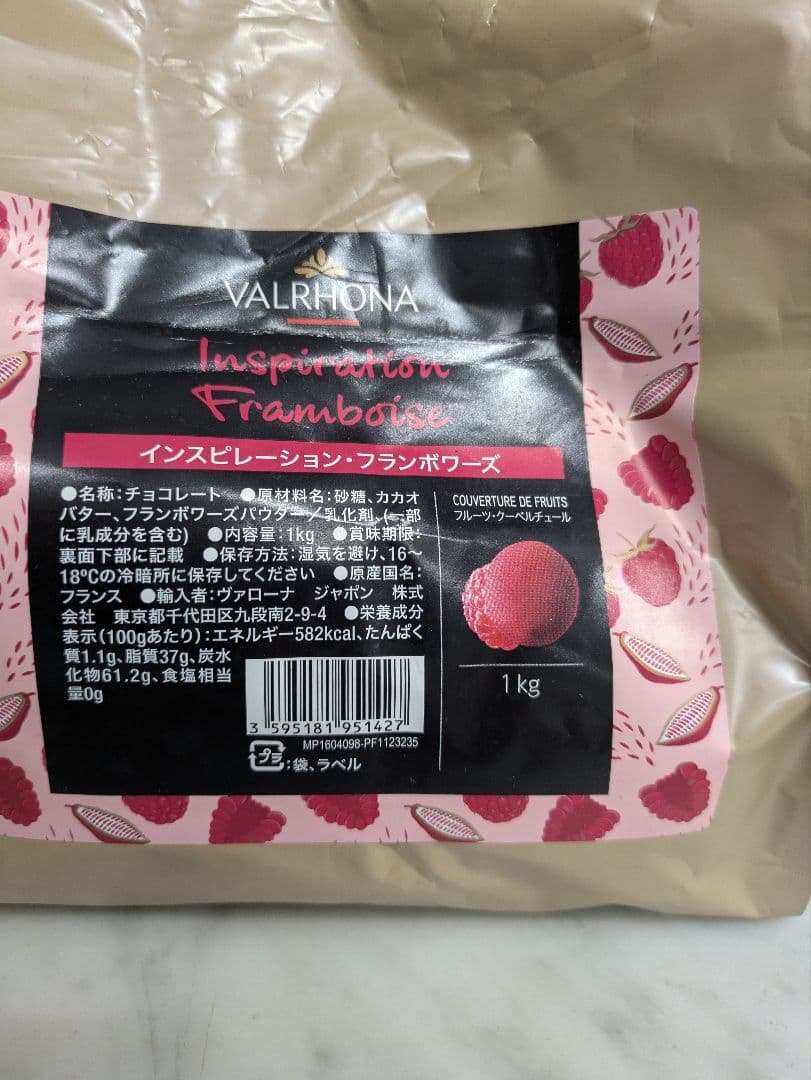 VALRHONA
Inspiration
Framboise
インスピレーション・フランボワーズ
●名称：チョコレート ●原材料名：砂糖、カカオ
バター、フランボワーズパウダー／乳化剤、(一部
に乳成分を含む) ●内容量：1kg ●賞味期限：
裏面下部に記載 ●保存方法：湿気を避け、16〜
18ºCの冷暗所に保存してください ●原産国名：
フランス ●輸入者：ヴァローナ ジャポン 株式
会社 東京都千代田区九段南2-9-4 ●栄養成分
表示(100gあたり)：エネルギー582kcal、たんぱく
質1.1g、脂質37g、炭水
化物61.2g、食塩相当
量0g
3 595181 951427
MP1604098-PF1123235
プラ：袋、ラベル
COUVERTURE DE FRUITS
フルーツ・クーベルチュール
1kg